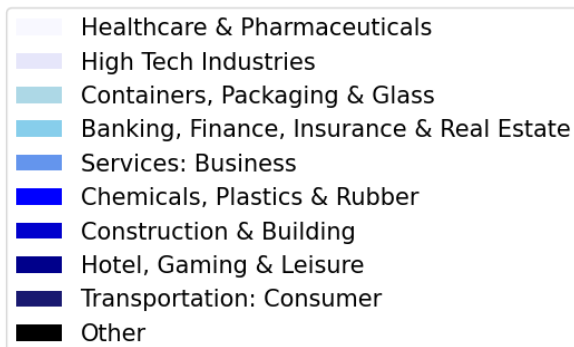 Healthcare & Pharmaceuticals
High Tech Industries
Containers, Packaging & Glass
Banking, Finance, Insurance & Real Estate
Services: Business
Chemicals, Plastics & Rubber
Construction & Building
Hotel, Gaming & Leisure
Transportation: Consumer
Other